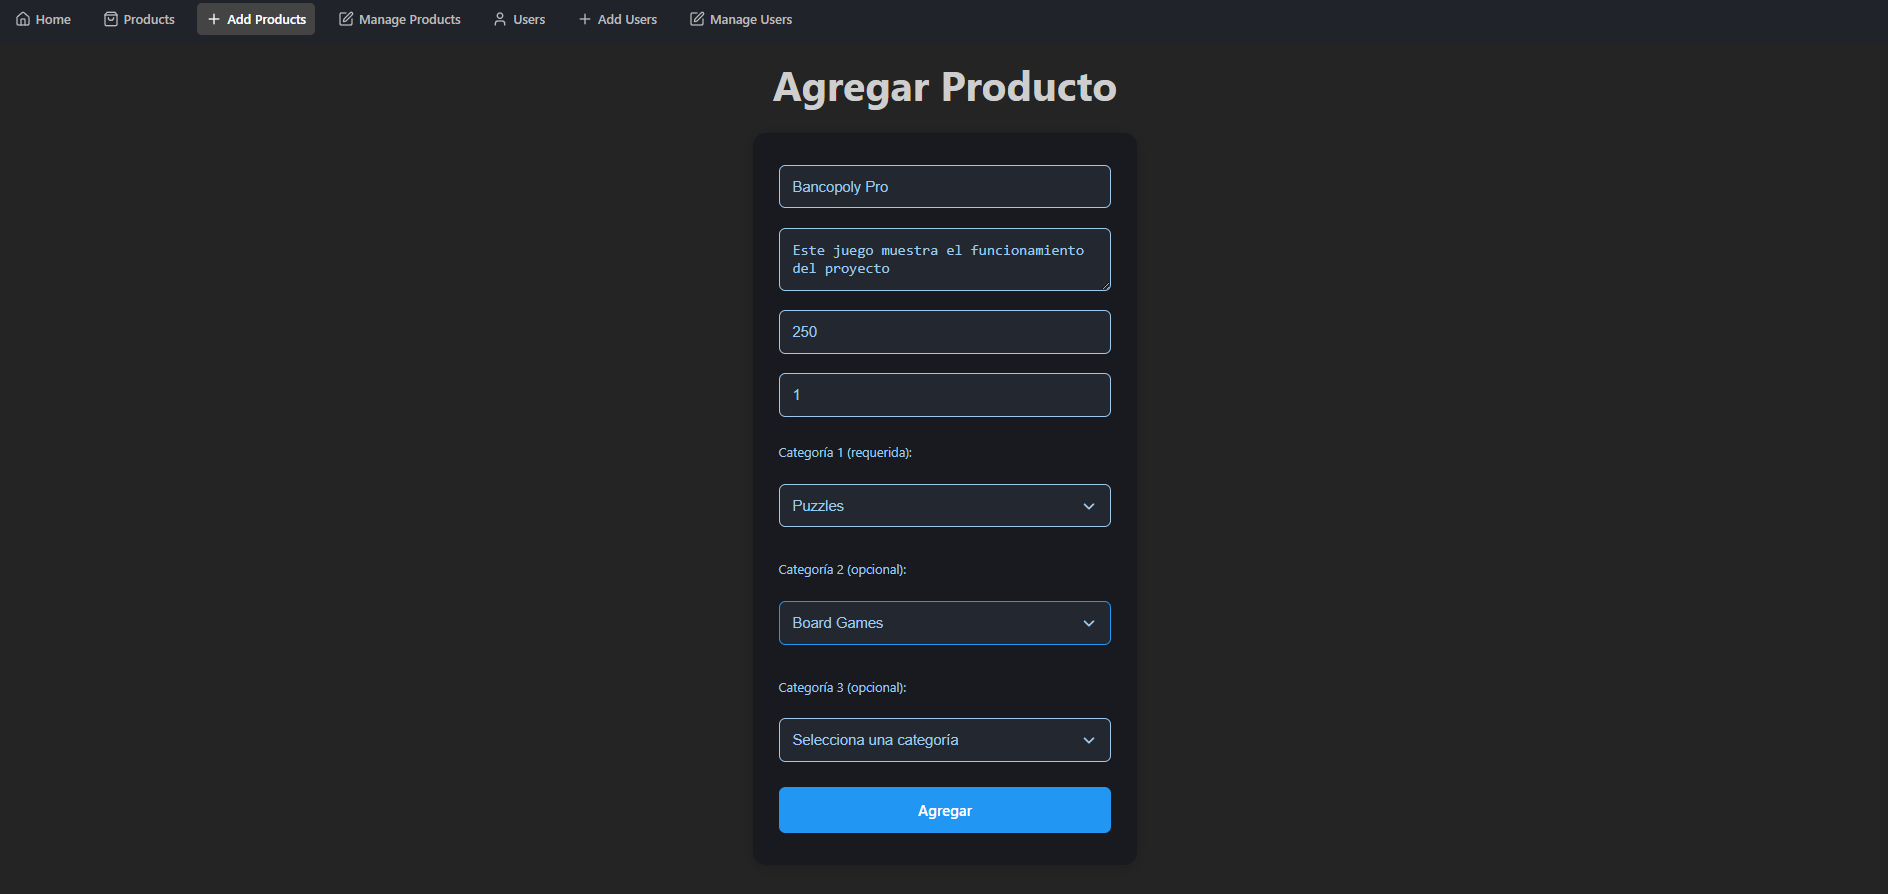 Home Products Add Products Manage Products Users Add Users Manage Users
Agregar Producto
Bancopoly Pro
Este juego muestra el funcionamiento
del proyecto
250
1
Categoría 1 (requerida):
Puzzles
Categoría 2 (opcional):
Board Games
Categoría 3 (opcional):
Selecciona una categoría
Agregar